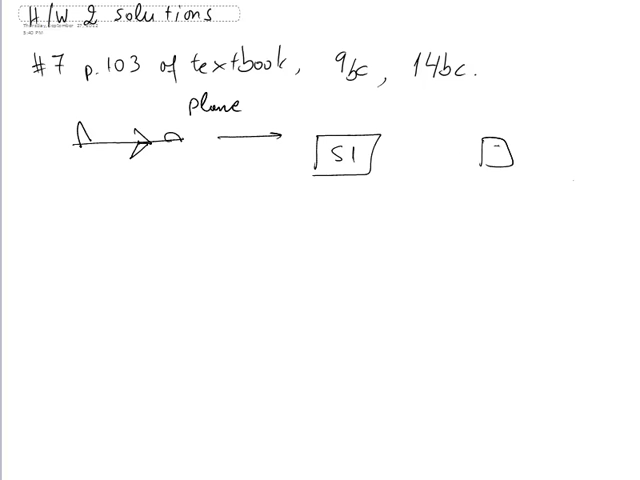 H/W 2 solutions
#7 p.103 of textbook, 9bc, 14bc.
plane
S1